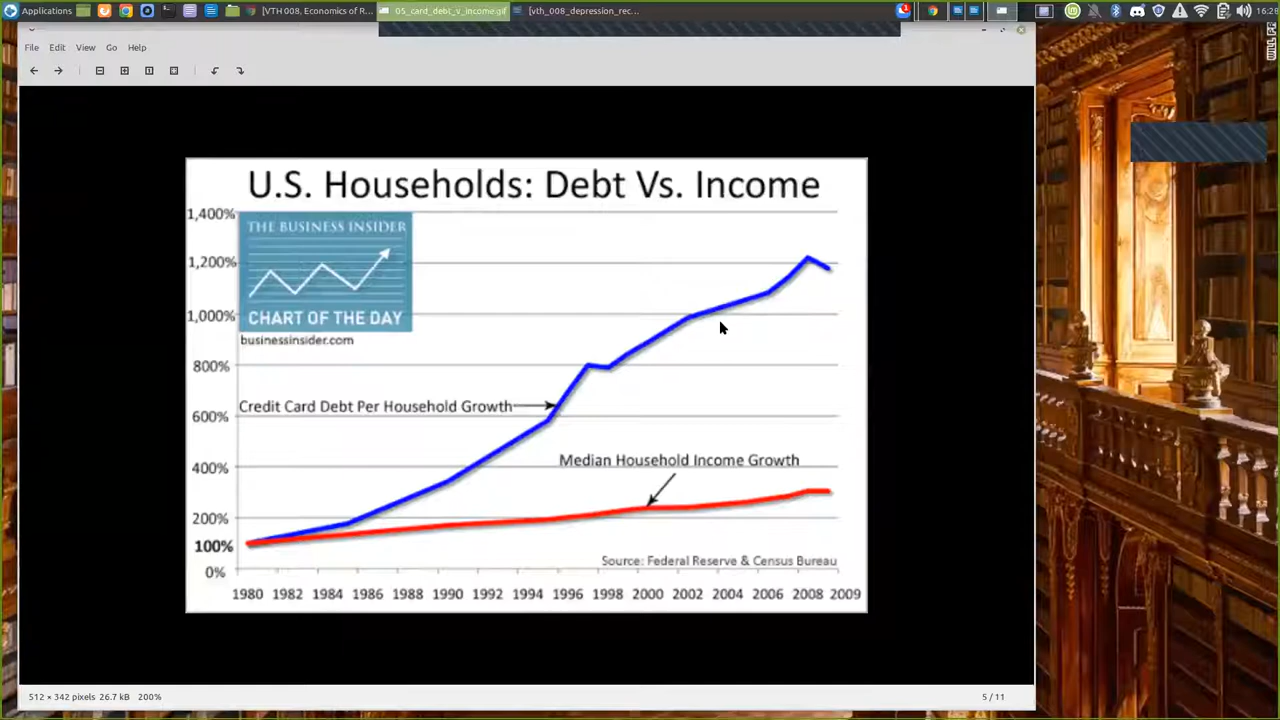 Applications
[VTH 008, Economics of R...
05_card_debt_v_income.gif
[vth_008_depression_rec...
1
16:28
File Edit View Go Help
U.S. Households: Debt Vs. Income
1,400%
THE BUSINESS INSIDER
1,200%
CHART OF THE DAY
1,000%
businessinsider.com
800%
Credit Card Debt Per Household Growth
600%
Median Household Income Growth
400%
200%
100%
Source: Federal Reserve & Census Bureau
0%
1980 1982 1984 1986 1988 1990 1992 1994 1996 1998 2000 2002 2004 2006 2008 2009
512 × 342 pixels 26.7 kB 200%
5 / 11